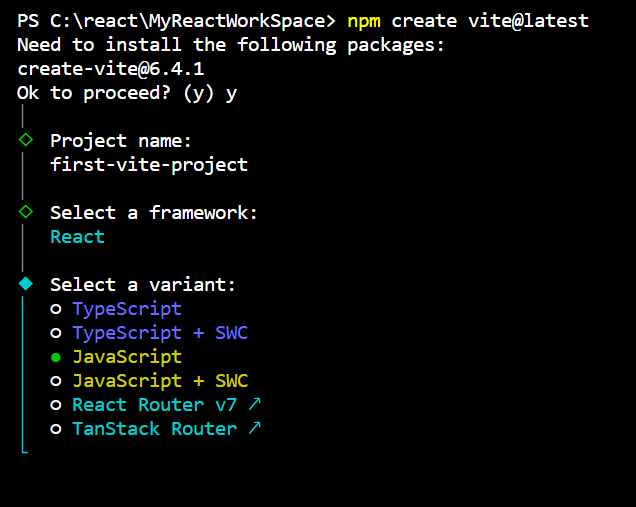 PS C:\react\MyReactWorkSpace> npm create vite@latest
Need to install the following packages:
create-vite@6.4.1
Ok to proceed? (y) y
Project name:
first-vite-project
Select a framework:
React
Select a variant:
TypeScript
TypeScript + SWC
JavaScript
JavaScript + SWC
React Router v7 ↗
TanStack Router ↗